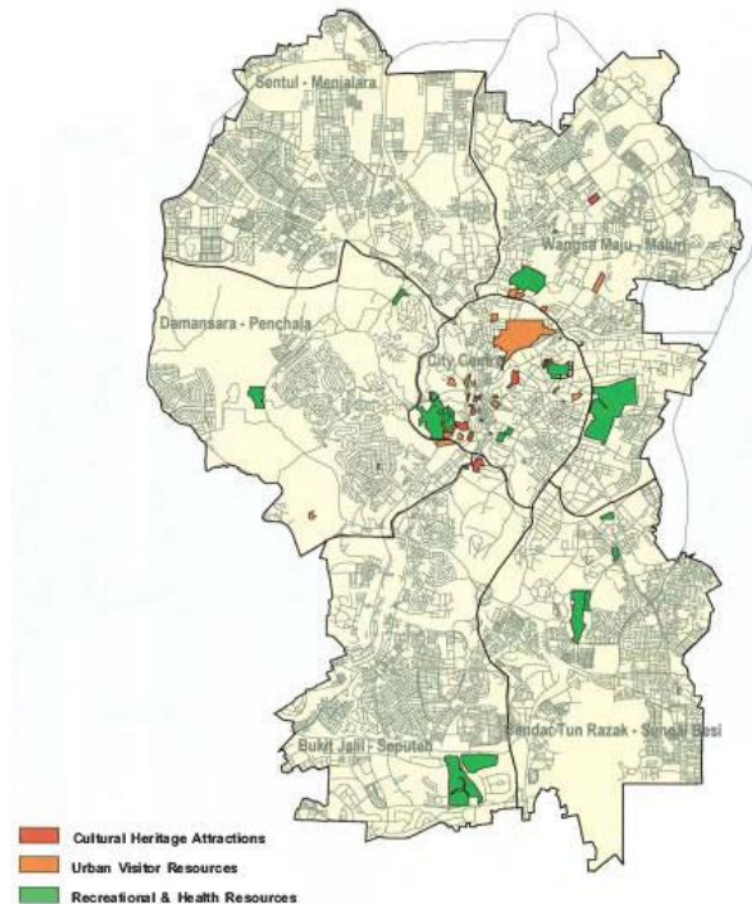 Sentul - Menjalara
Wangsa Maju - Maluri
Damansara - Penchala
City Centre
Bukit Jalil - Seputeh
Bandar Tun Razak - Sungai Besi
Cultural Heritage Attractions
Urban Visitor Resources
Recreational & Health Resources